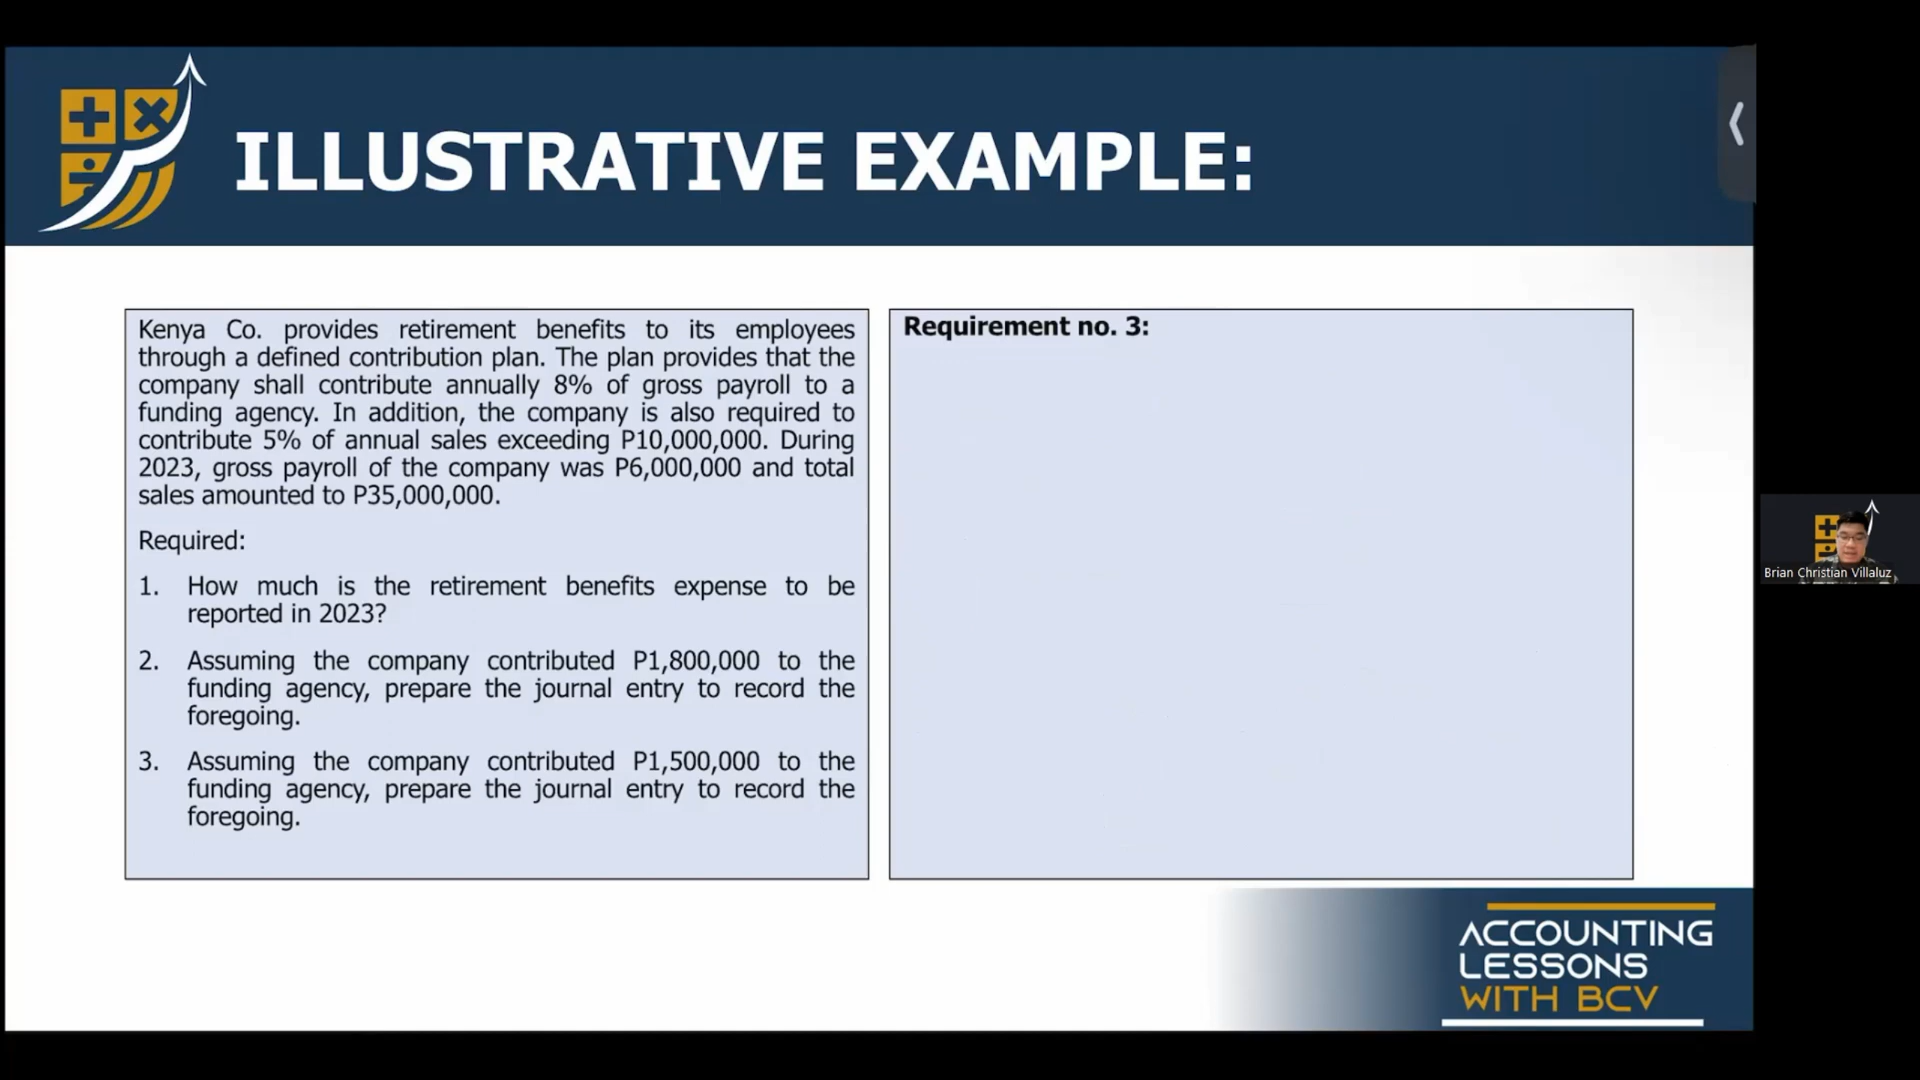 ILLUSTRATIVE EXAMPLE:
Kenya Co. provides retirement benefits to its employees
through a defined contribution plan. The plan provides that the
company shall contribute annually 8% of gross payroll to a
funding agency. In addition, the company is also required to
contribute 5% of annual sales exceeding P10,000,000. During
2023, gross payroll of the company was P6,000,000 and total
sales amounted to P35,000,000.
Required:
1. How much is the retirement benefits expense to be
reported in 2023?
2. Assuming the company contributed P1,800,000 to the
funding agency, prepare the journal entry to record the
foregoing.
3. Assuming the company contributed P1,500,000 to the
funding agency, prepare the journal entry to record the
foregoing.
Requirement no. 3:
Brian Christian Villaluz
ACCOUNTING
LESSONS
WITH BCV